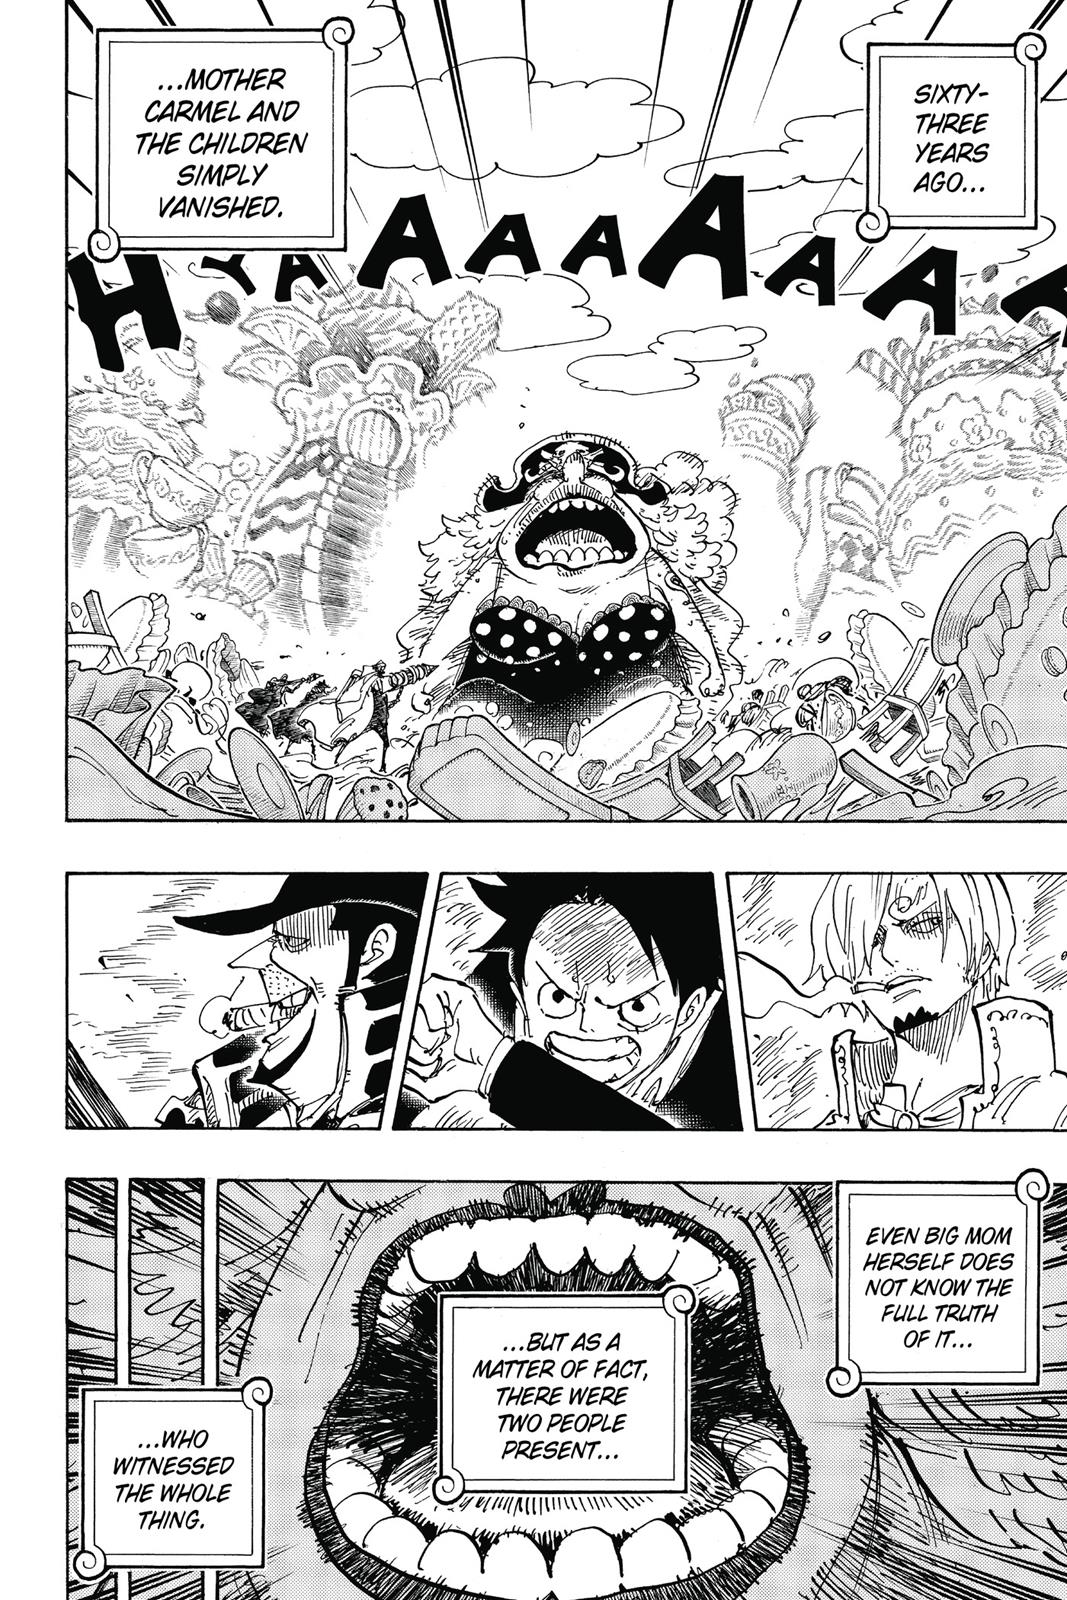 SIXTY-
THREE
YEARS
AGO...
...MOTHER
CARMEL AND
THE CHILDREN
SIMPLY
VANISHED.
HYAAAAAAAAAA
EVEN BIG MOM
HERSELF DOES
NOT KNOW THE
FULL TRUTH
OF IT...
...BUT AS A
MATTER OF FACT,
THERE WERE
TWO PEOPLE
PRESENT...
...WHO
WITNESSED
THE WHOLE
THING.